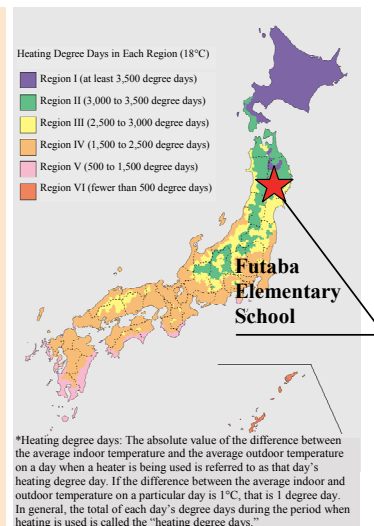 Heating Degree Days in Each Region (18°C)
Region I (at least 3,500 degree days)
Region II (3,000 to 3,500 degree days)
Region III (2,500 to 3,000 degree days)
Region IV (1,500 to 2,500 degree days)
Region V (500 to 1,500 degree days)
Region VI (fewer than 500 degree days)
Futaba
Elementary
School
*Heating degree days: The absolute value of the difference between
the average indoor temperature and the average outdoor temperature
on a day when a heater is being used is referred to as that day's
heating degree day. If the difference between the average indoor and
outdoor temperature on a particular day is 1°C, that is 1 degree day.
In general, the total of each day's degree days during the period when
heating is used is called the “heating degree days.”